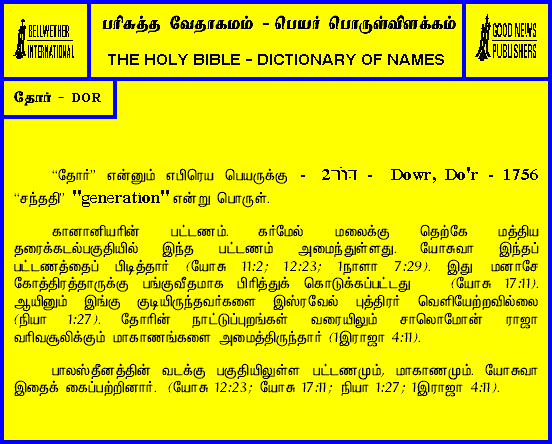 BELLWETHER
INTERNATIONAL
பரிசுத்த வேதாகமம் - பெயர் பொருள்விளக்கம்
THE HOLY BIBLE - DICTIONARY OF NAMES
GOOD NEWS
PUBLISHERS
தோர் - DOR
“தோர்” என்னும் எபிரெய பெயருக்கு - 2דּוֹר - Dowr, Do'r - 1756
“சந்ததி” "generation" என்று பொருள்.
கானானியரின் பட்டணம். கர்மேல் மலைக்கு தெற்கே மத்திய
தரைக்கடல்பகுதியில் இந்த பட்டணம் அமைந்துள்ளது. யோசுவா இந்தப்
பட்டணத்தைப் பிடித்தார் (யோசு 11:2; 12:23; 1நாளா 7:29). இது மனாசே
கோத்திரத்தாருக்கு பங்குவீதமாக பிரித்துக் கொடுக்கப்பட்டது (யோசு 17:11).
ஆயினும் இங்கு குடியிருந்தவர்களை இஸ்ரவேல் புத்திரர் வெளியேற்றவில்லை
(நியா 1:27). தோரின் நாட்டுப்புறங்கள் வரையிலும் சாலொமோன் ராஜா
வரிவசூலிக்கும் மாகாணங்களை அமைத்திருந்தார் (1இராஜா 4:11).
பாலஸ்தீனத்தின் வடக்கு பகுதியிலுள்ள பட்டணமும், மாகாணமும். யோசுவா
இதைக் கைப்பற்றினார். (யோசு 12:23; யோசு 17:11; நியா 1:27; 1இராஜா 4:11).